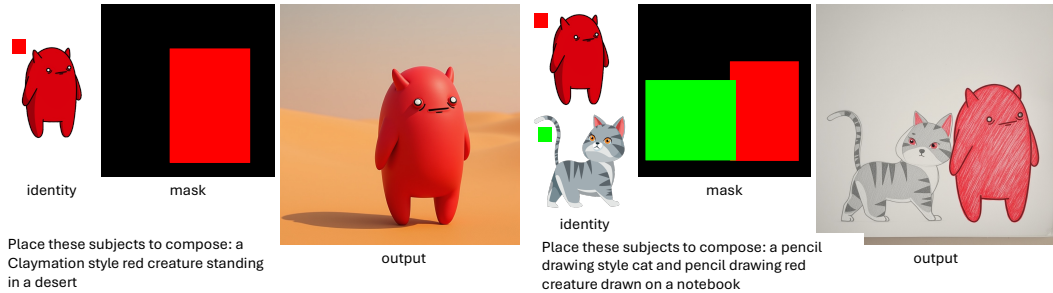 identity
mask
Place these subjects to compose: a
Claymation style red creature standing
in a desert
output
identity
mask
Place these subjects to compose: a pencil
drawing style cat and pencil drawing red
creature drawn on a notebook
output